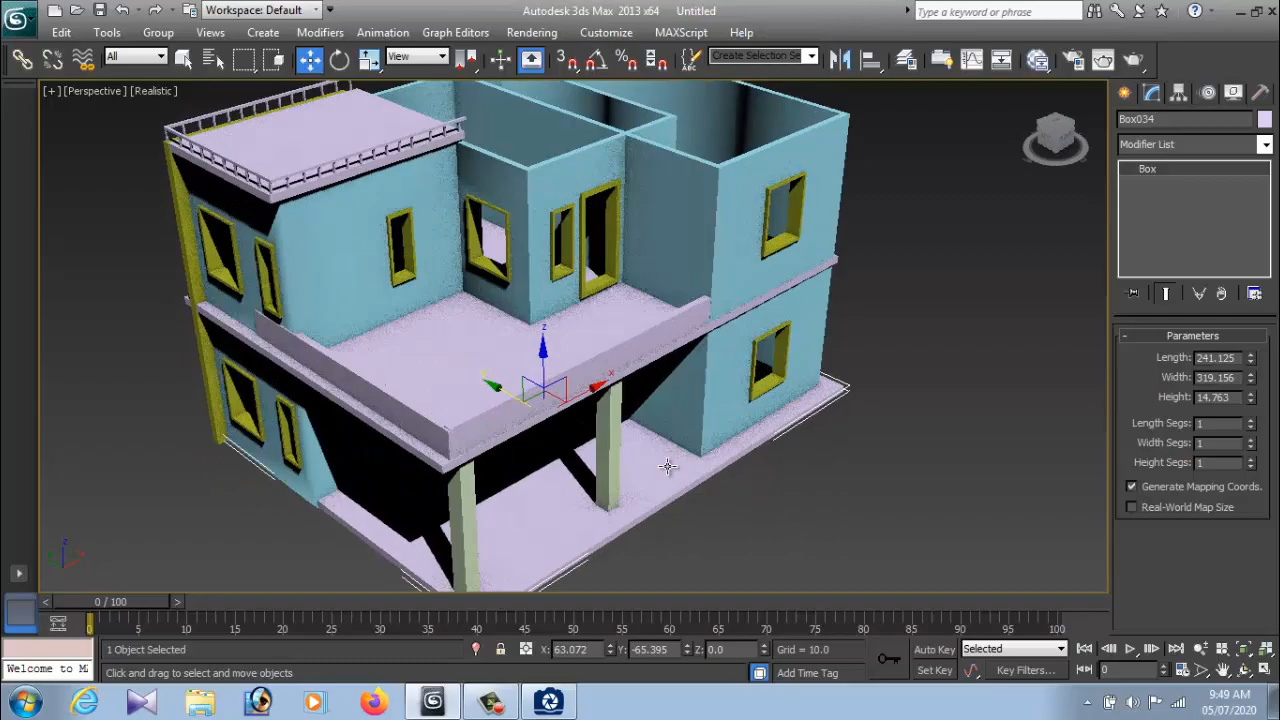 Workspace: Default
Autodesk 3ds Max 2013 x64 Untitled
Type a keyword or phrase
Edit Tools Group Views Create Modifiers Animation Graph Editors Rendering Customize MAXScript Help
All
View
3
Create Selection Se
[ + ] [Perspective ] [Realistic ]
Box034
Modifier List
Box
Parameters
Length: 241.125
Width: 319.156
Height: 14.763
Length Segs: 1
Width Segs: 1
Height Segs: 1
Generate Mapping Coords.
Real-World Map Size
z
x
z
0 / 100
0 5 10 15 20 25 30 35 40 45 50 55 60 65 70 75 80 85 90 95 100
1 Object Selected
X: 63.072 Y: -65.395 Z: 0.0
Grid = 10.0
Auto Key Selected
Welcome to M
Click and drag to select and move objects
Add Time Tag
Set Key Key Filters... 0
9:49 AM
05/07/2020